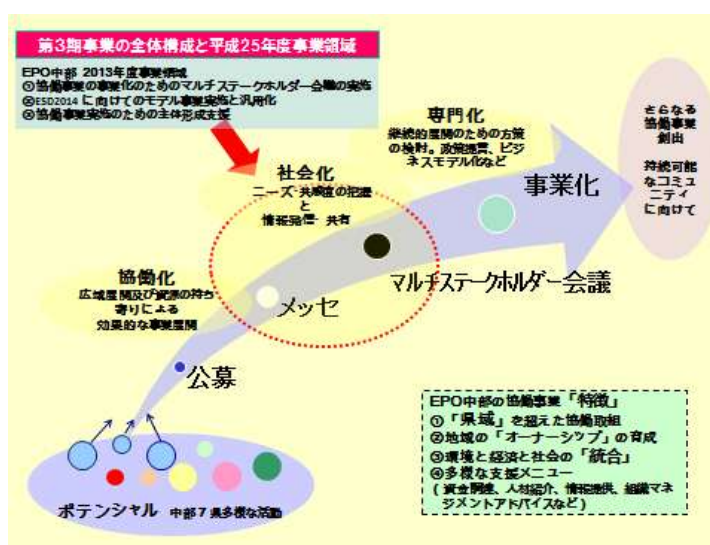 第3期事業の全体構成と平成25年度事業領域
EPO中部 2013年度事業領域
①協働事業の事業化のためのマルチステークホルダー会議の実施
②ESD2014に向けてのモデル事業実施と汎用化
③協働事業実施のための主体形成支援
専門化
継続的展開のための方策
の検討。政策提言、ビジ
ネスモデル化など
さらなる
協働事業
創出
持続可能
なコミュ
ニティ
に向けて
社会化
ニーズ・共感度の把握
と
情報発信・共有
事業化
マルチステークホルダー会議
協働化
広域展開及び資源の持ち
寄りによる
効果的な事業展開
メッセ
公募
EPO中部の協働事業「特徴」
①「県域」を超えた協働取組
②地域の「オーナーシップ」の育成
③環境と経済と社会の「統合」
④多様な支援メニュー
(資金調達、人材紹介、情報提供、組織マネ
ジメントアドバイスなど)
ポテンシャル 中部7県多様な活動